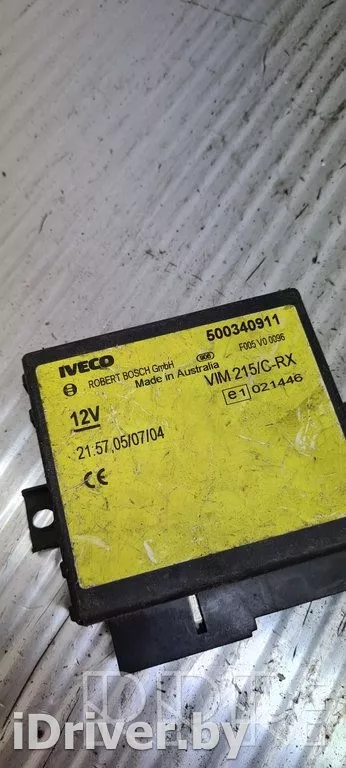 IVECO
500340911
ROBERT BOSCH GmbH
F005 V0 0096
Made in Australia
12V
VIM 215/C-RX
e1 021446
21:57,05/07/04
CE
iDriver.by